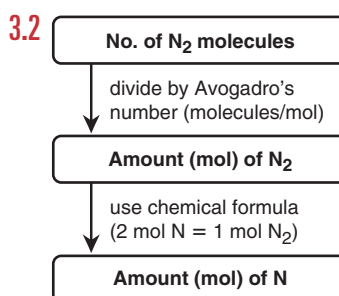 3.2
No. of N₂ molecules
divide by Avogadro's
number (molecules/mol)
Amount (mol) of N₂
use chemical formula
(2 mol N = 1 mol N₂)
Amount (mol) of N